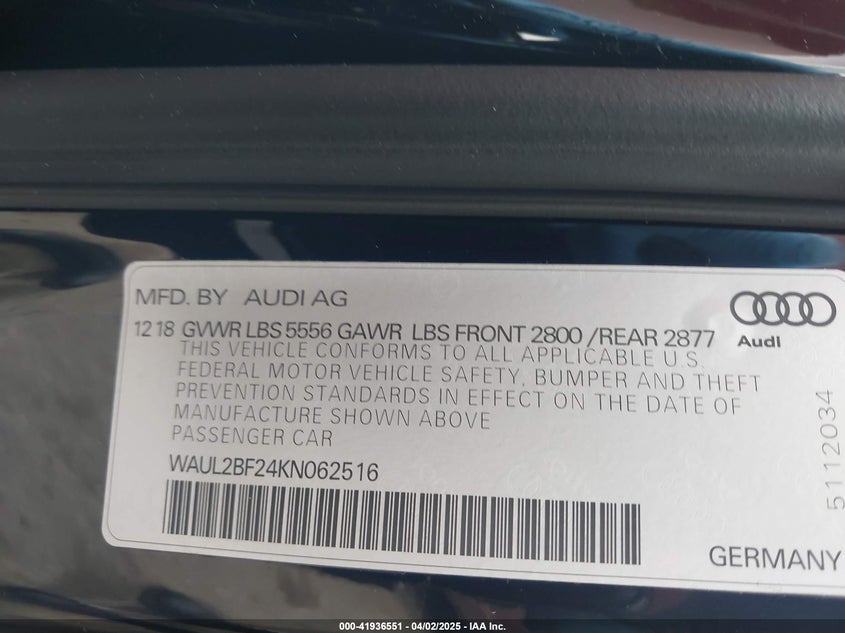 MFD. BY AUDI AG
12 18 GVWR LBS 5556 GAWR LBS FRONT 2800 /REAR 2877
Audi
THIS VEHICLE CONFORMS TO ALL APPLICABLE U.S.
FEDERAL MOTOR VEHICLE SAFETY, BUMPER AND THEFT
PREVENTION STANDARDS IN EFFECT ON THE DATE OF
MANUFACTURE SHOWN ABOVE
PASSENGER CAR
WAUL2BF24KN062516
5112034
GERMANY
000-41936551 - 04/02/2025 - IAA Inc.